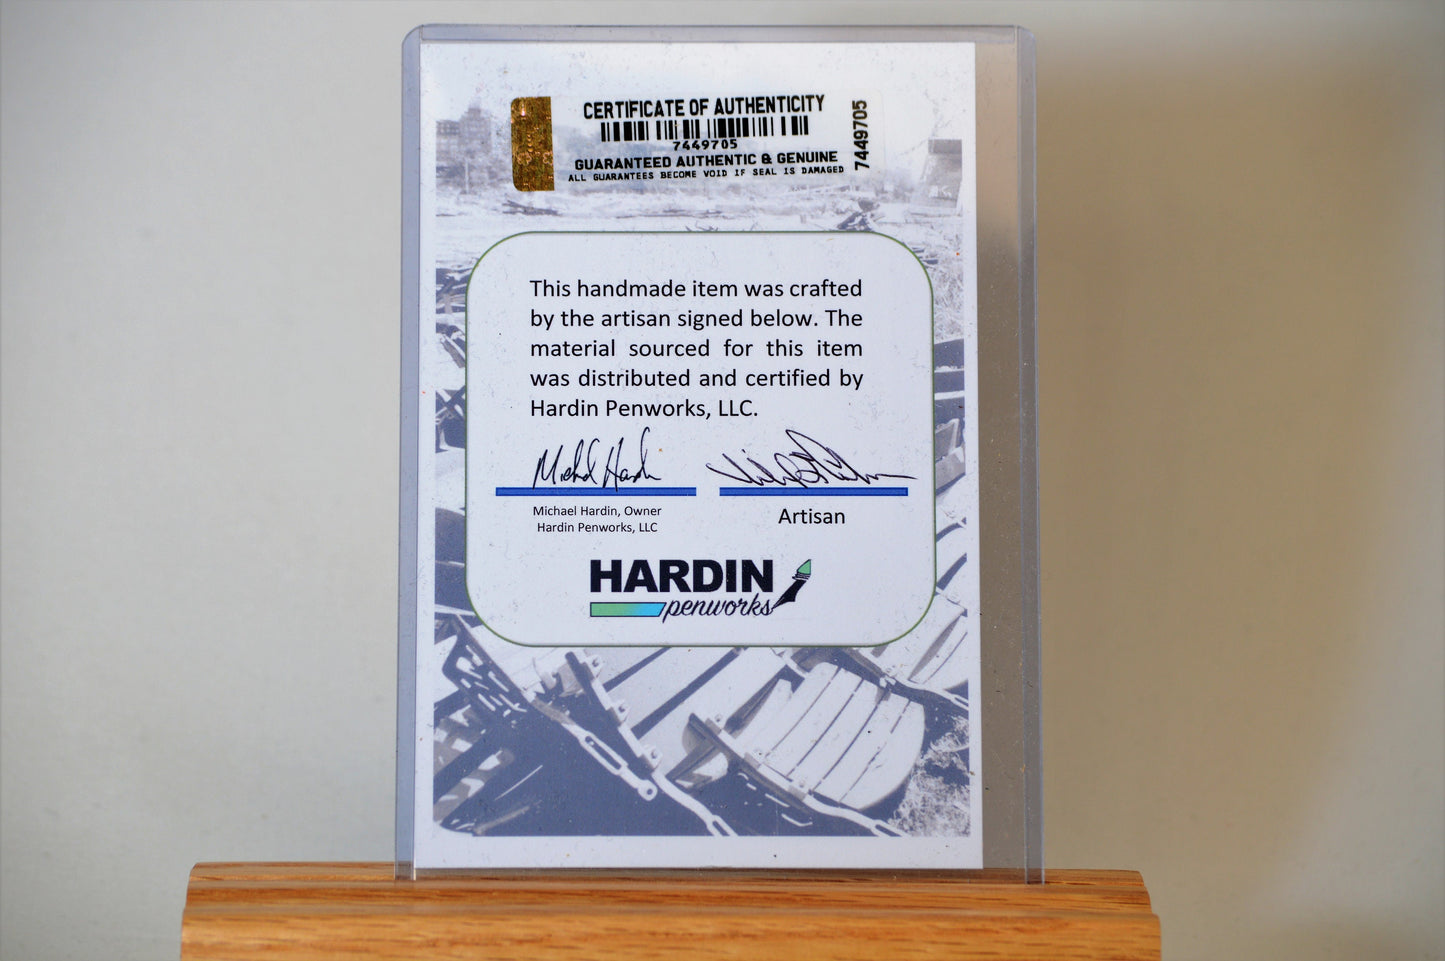 CERTIFICATE OF AUTHENTICITY
7449705
GUARANTEED AUTHENTIC & GENUINE
ALL GUARANTEES BECOME VOID IF SEAL IS DAMAGED
7449705
This handmade item was crafted
by the artisan signed below. The
material sourced for this item
was distributed and certified by
Hardin Penworks, LLC.
Michael Hardin, Owner
Hardin Penworks, LLC
Artisan
HARDIN
penworks